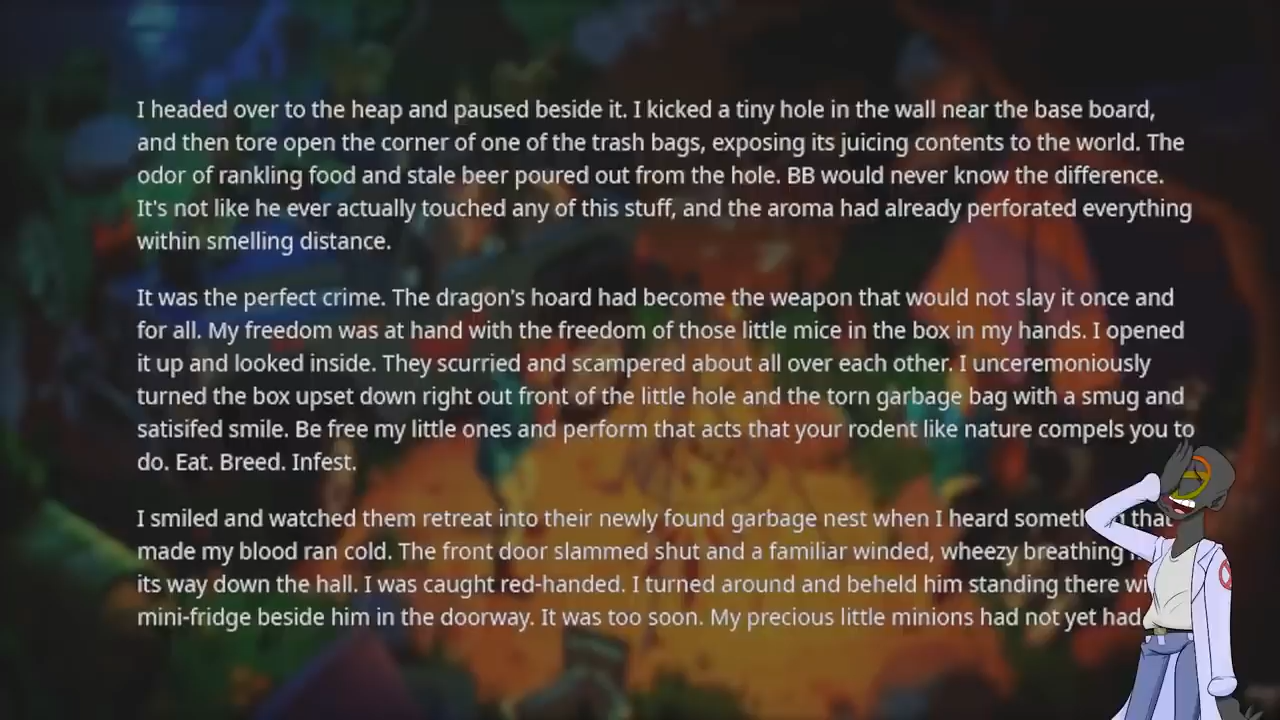 I headed over to the heap and paused beside it. I kicked a tiny hole in the wall near the base board,
and then tore open the corner of one of the trash bags, exposing its juicing contents to the world. The
odor of rankling food and stale beer poured out from the hole. BB would never know the difference.
It's not like he ever actually touched any of this stuff, and the aroma had already perforated everything
within smelling distance.
It was the perfect crime. The dragon's hoard had become the weapon that would not slay it once and
for all. My freedom was at hand with the freedom of those little mice in the box in my hands. I opened
it up and looked inside. They scurried and scampered about all over each other. I unceremoniously
turned the box upset down right out front of the little hole and the torn garbage bag with a smug and
satisifed smile. Be free my little ones and perform that acts that your rodent like nature compels you to
do. Eat. Breed. Infest.
I smiled and watched them retreat into their newly found garbage nest when I heard that
made my blood ran cold. The front door slammed shut and a familiar winded, wheezy breathing
its way down the hall. I was caught red-handed. I turned around and beheld him standing there
mini-fridge beside him in the doorway. It was too soon. My precious little minions had not yet had